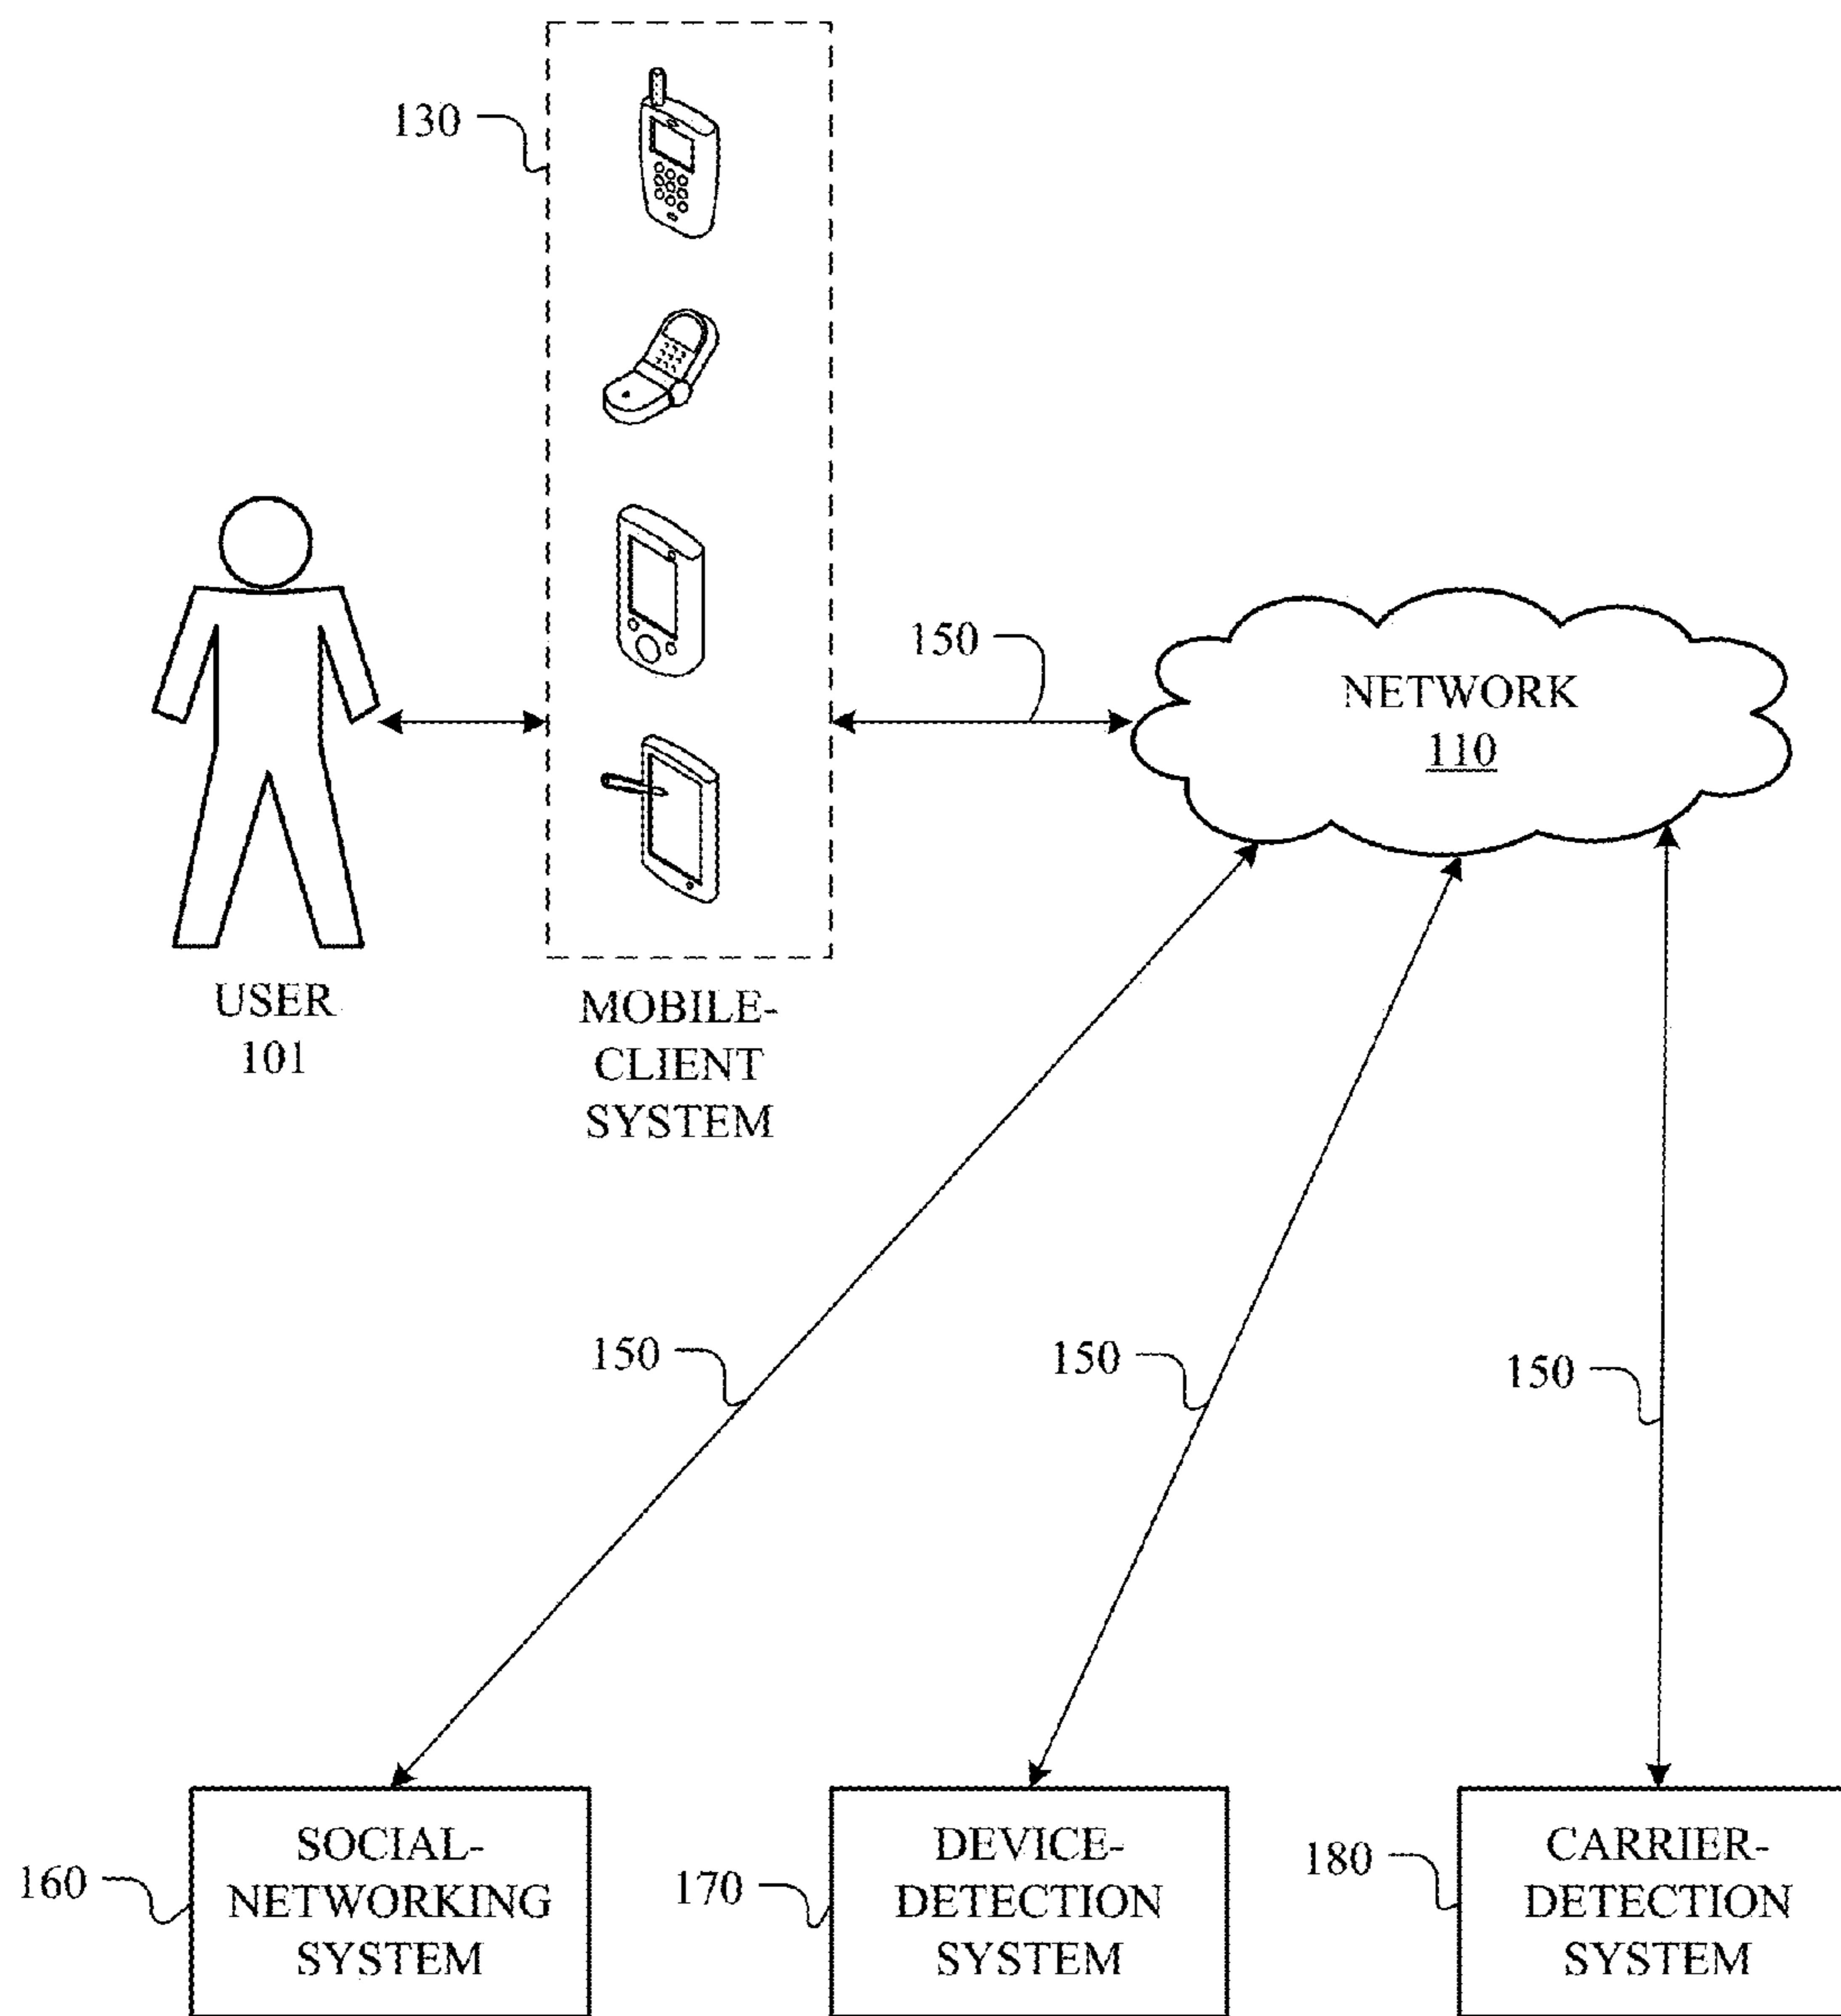 130
150
NETWORK
110
USER
101
MOBILE-
CLIENT
SYSTEM
150
150
150
160
SOCIAL-
NETWORKING
SYSTEM
170
DEVICE-
DETECTION
SYSTEM
180
CARRIER-
DETECTION
SYSTEM